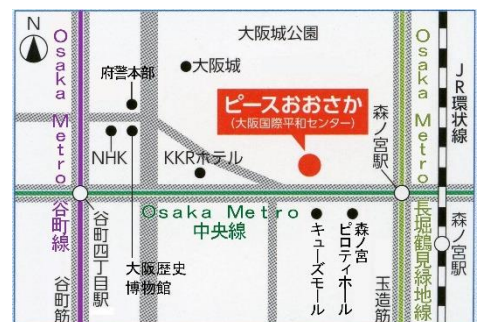 N
大阪城公園
Osaka Metro 谷町線
府警本部
大阪城
ピースおおさか
(大阪国際平和センター)
森ノ宮駅
Osaka Metro 長堀鶴見緑地線
JR環状線
NHK
KKRホテル
Osaka Metro
中央線
谷町四丁目駅
大阪歴史
博物館
キューズモール
森ノ宮
ピロティホール
森ノ宮駅
谷町筋
玉造筋